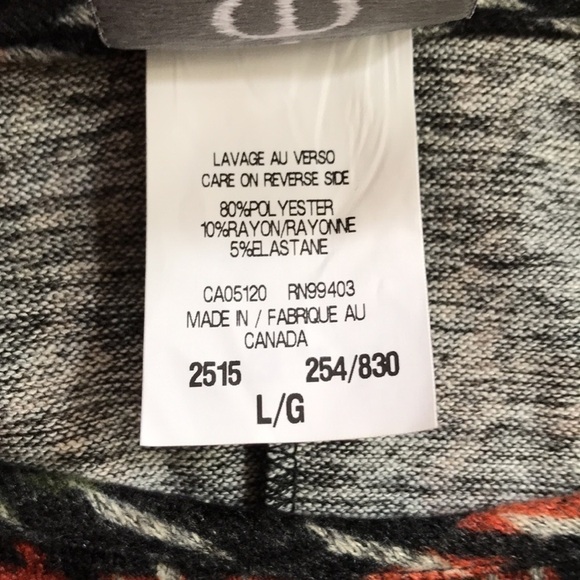 LAVAGE AU VERSO
CARE ON REVERSE SIDE
80%POLYESTER
10%RAYON/RAYONNE
5%ELASTANE
CA05120 RN99403
MADE IN / FABRIQUE AU
CANADA
2515 254/830
L/G